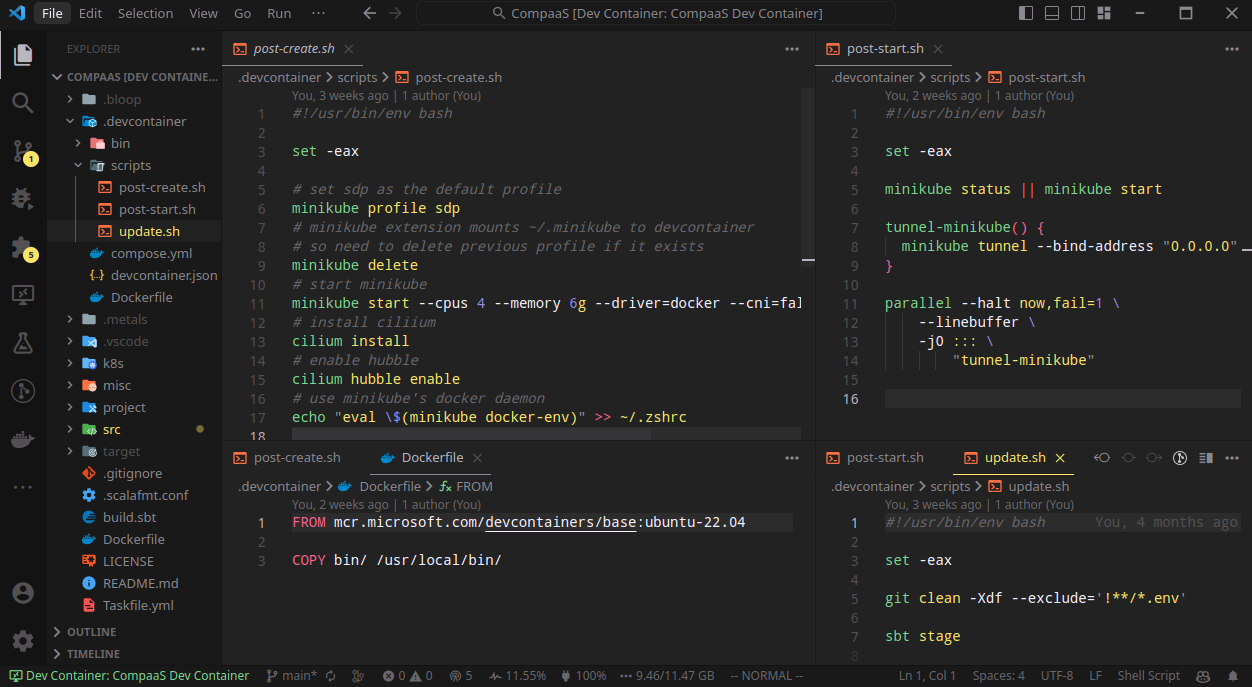 File Edit Selection View Go Run ··· CompaaS [Dev Container: CompaaS Dev Container]
EXPLORER ···
COMPAAS [DEV CONTAINE...
.bloop
.devcontainer
bin
scripts
post-create.sh
post-start.sh
update.sh
compose.yml
devcontainer.json
Dockerfile
.metals
.vscode
k8s
misc
project
src
target
.gitignore
.scalafmt.conf
build.sbt
Dockerfile
LICENSE
README.md
Taskfile.yml
OUTLINE
TIMELINE
1
5
post-create.sh
.devcontainer > scripts > post-create.sh
You, 3 weeks ago | 1 author (You)
1 #!/usr/bin/env bash
2
3 set -eax
4
5 # set sdp as the default profile
6 minikube profile sdp
7 # minikube extension mounts ~/.minikube to devcontainer
8 # so need to delete previous profile if it exists
9 minikube delete
10 # start minikube
11 minikube start --cpus 4 --memory 6g --driver=docker --cni=fal
12 # install ciliium
13 cilium install
14 # enable hubble
15 cilium hubble enable
16 # use minikube's docker daemon
17 echo "eval \$(minikube docker-env)" >> ~/.zshrc
18
post-start.sh
.devcontainer > scripts > post-start.sh
You, 2 weeks ago | 1 author (You)
1 #!/usr/bin/env bash
2
3 set -eax
4
5 minikube status || minikube start
6
7 tunnel-minikube() {
8 minikube tunnel --bind-address "0.0.0.0"
9 }
10
11 parallel --halt now,fail=1 \
12 --linebuffer \
13 -j0 ::: \
14 "tunnel-minikube"
15
16
post-create.sh Dockerfile
.devcontainer > Dockerfile > FROM
You, 2 weeks ago | 1 author (You)
1 FROM mcr.microsoft.com/devcontainers/base:ubuntu-22.04
2
3 COPY bin/ /usr/local/bin/
post-start.sh update.sh
.devcontainer > scripts > update.sh
You, 3 weeks ago | 1 author (You)
1 #!/usr/bin/env bash You, 4 months ago
2
3 set -eax
4
5 git clean -Xdf --exclude='!**/*.env'
6
7 sbt stage
8
Dev Container: CompaaS Dev Container main* 0 0 5 11.55% 100% ··· 9.46/11.47 GB -- NORMAL -- Ln 1, Col 1 Spaces: 4 UTF-8 LF Shell Script